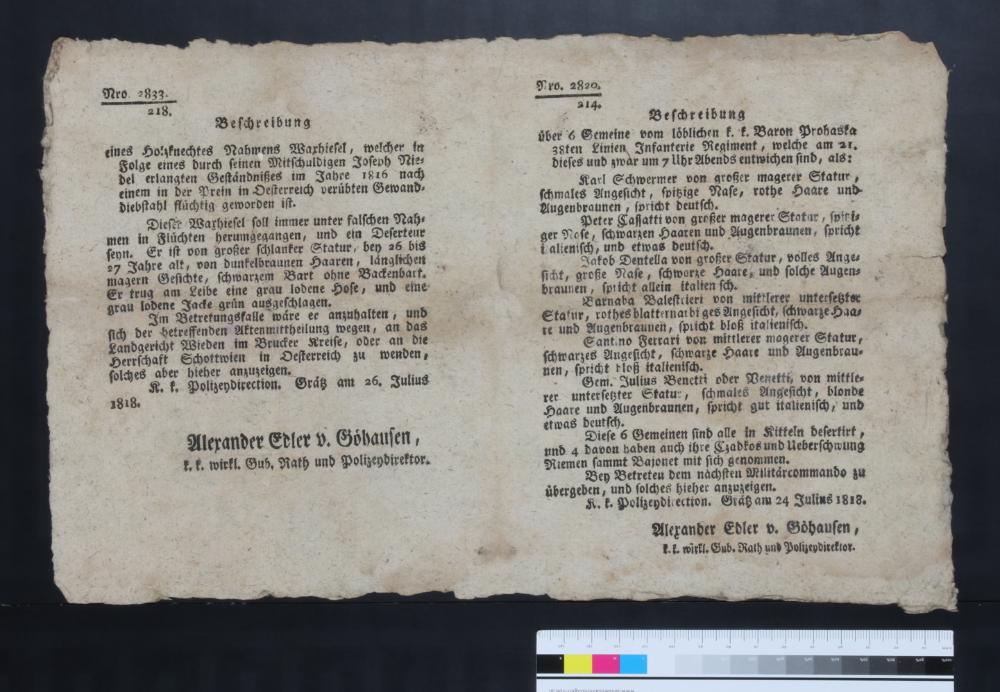 Nro. 2833.
218.
Beschreibung
eines Holzknechtes Nahmens Waxhiesel, welcher in
Folge eines durch seinen Mitschuldigen Joseph Nie-
del erlangten Geständnißes im Jahre 1816 nach
einem in der Prein in Oesterreich verübten Gewand-
diebstahl flüchtig geworden ist.
Dieser Waxhiesel soll immer unter falschen Nah-
men in Flüchten herumgegangen, und ein Deserteur
seyn. Er ist von großer schlanker Statur, bey 26 bis
27 Jahre alt, von dunkelbraunen Haaren, länglichen
magern Gesichte, schwarzem Bart ohne Backenbart.
Er trug am Leibe eine grau lodene Hose, und eine
grau lodene Jacke grün ausgeschlagen.
Im Betretungsfalle wäre er anzuhalten, und
sich der betreffenden Aktenmittheilung wegen, an das
Landgericht Wieden im Brucker Kreise, oder an die
Herrschaft Schottwien in Oesterreich zu wenden,
solches aber hieher anzuzeigen.
K. k. Polizeydirection. Grätz am 26. Julius
1818.
Alexander Edler v. Göhausen,
k. k. wirkl. Gub. Rath und Polizeydirektor.
Nro. 2820.
214.
Beschreibung
über 6 Gemeine vom löblichen k. k. Baron Prohaska
38ten Linien Infanterie Regiment, welche am 21.
dieses und zwar um 7 Uhr Abends entwichen sind, als:
Karl Schwermer von großer magerer Statur,
schmales Angesicht, spitzige Nase, rothe Haare und
Augenbraunen, spricht deutsch.
Peter Cassatti von großer magerer Statur, spitzi-
ger Nase, schwarzen Haaren und Augenbraunen, spricht
italienisch, und etwas deutsch.
Jakob Dentella von großer Statur, volles Ange-
sicht, große Nase, schwarze Haare, und solche Augen-
braunen, spricht allein italienisch.
Barnaba Balestrieri von mittlerer untersetzter
Statur, rothes blatternarbiges Angesicht, schwarze Haa-
re und Augenbraunen, spricht bloß italienisch.
Santino Ferrari von mittlerer magerer Statur,
schwarzes Angesicht, schwarze Haare und Augenbrau-
nen, spricht bloß italienisch.
Gem. Julius Benetti oder Venetti, von mittle-
rer untersetzter Statur, schmales Angesicht, blonde
Haare und Augenbraunen, spricht gut italienisch, und
etwas deutsch.
Diese 6 Gemeinen sind alle in Kitteln desertirt,
und 4 davon haben auch ihre Czadkos und Ueberschwung
Riemen sammt Bajonet mit sich genommen.
Bey Betreten dem nächsten Militärcommando zu
übergeben, und solches hieher anzuzeigen.
K. k. Polizeydirection. Grätz am 24 Julius 1818.
Alexander Edler v. Göhausen,
k. k. wirkl. Gub. Rath und Polizeydirektor.